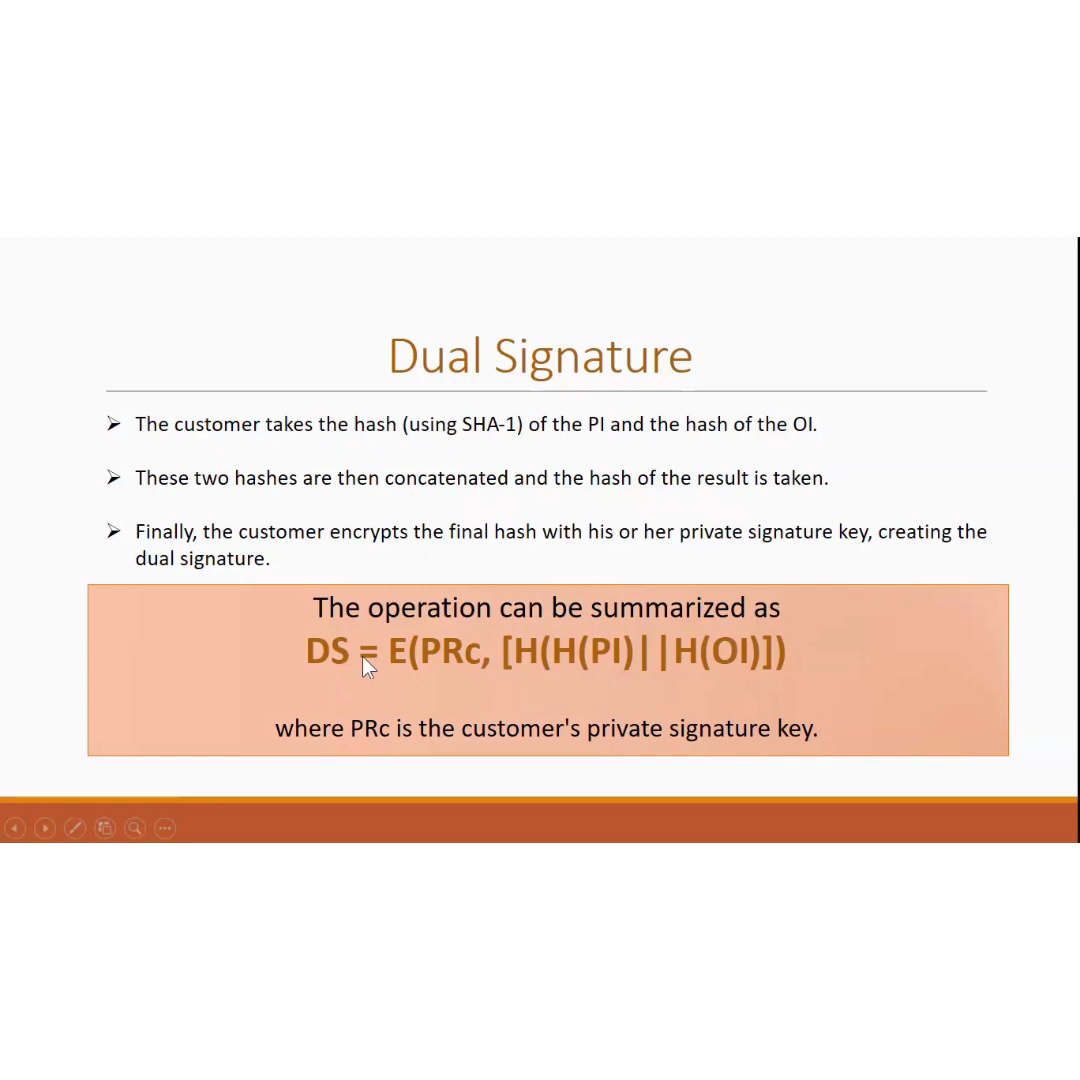 Dual Signature
➢ The customer takes the hash (using SHA-1) of the PI and the hash of the OI.
➢ These two hashes are then concatenated and the hash of the result is taken.
➢ Finally, the customer encrypts the final hash with his or her private signature key, creating the
dual signature.
The operation can be summarized as
DS = E(PRc, [H(H(PI)||H(OI)])
where PRc is the customer's private signature key.